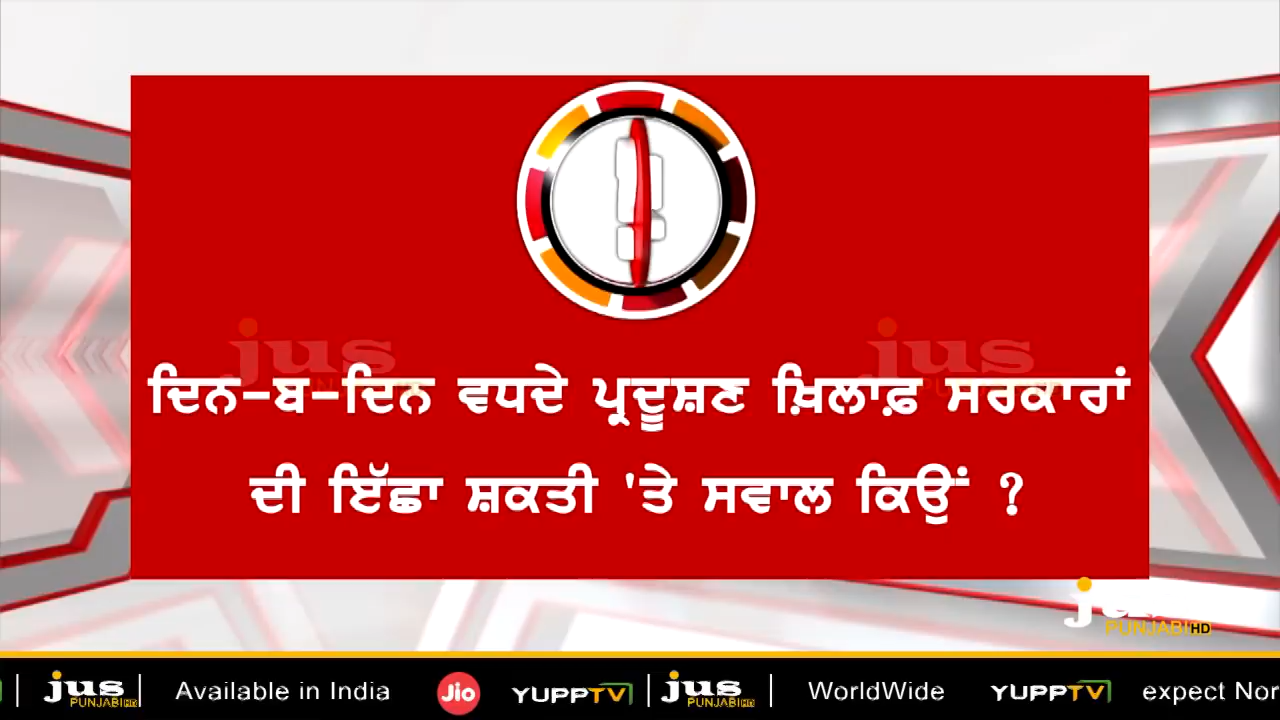 jus
jus
ਦਿਨ-ਬ-ਦਿਨ ਵਧਦੇ ਪ੍ਰਦੂਸ਼ਣ ਖ਼ਿਲਾਫ਼ ਸਰਕਾਰਾਂ
ਦੀ ਇੱਛਾ ਸ਼ਕਤੀ 'ਤੇ ਸਵਾਲ ਕਿਉਂ ?
PUNJABI HD
| jus PUNJABI HD | Available in India Jio YUPPTV | jus PUNJABI HD | WorldWide YUPPTV expect Nor